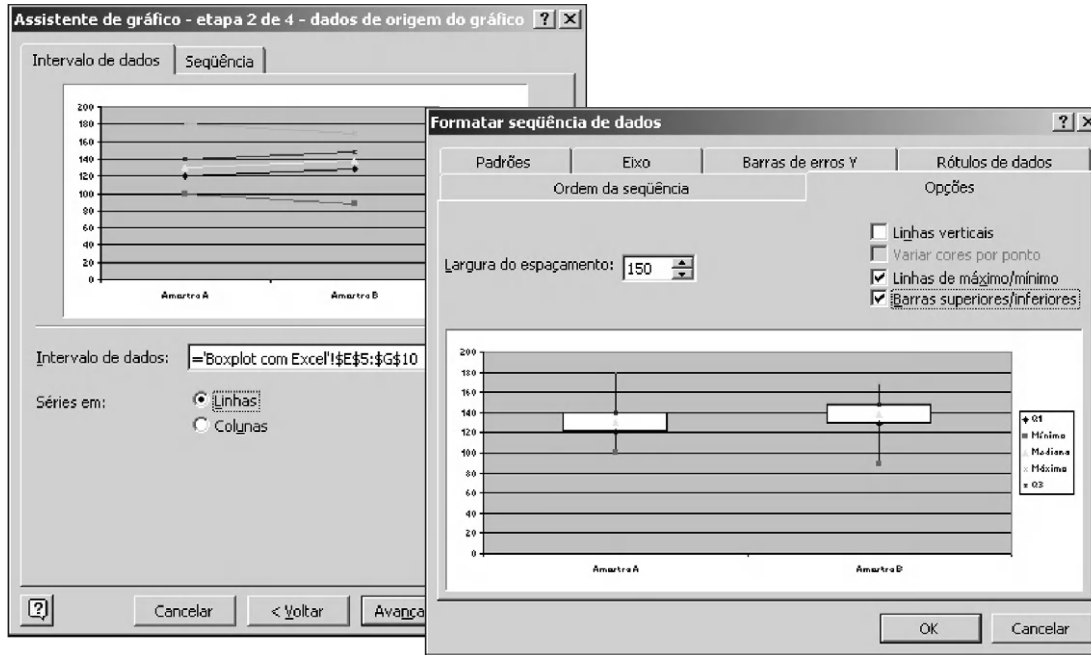 Assistente de gráfico - etapa 2 de 4 - dados de origem do gráfico
Intervalo de dados
Seqüência
200
180
160
140
120
100
80
60
40
20
0
Amostra A
Amostra B
Intervalo de dados:
='Boxplot com Excel'!$E$5:$G$10
Séries em:
Linhas
Colunas
Cancelar
< Voltar
Avança
Formatar seqüência de dados
Padrões
Eixo
Barras de erros Y
Rótulos de dados
Ordem da seqüência
Opções
Largura do espaçamento:
150
Linhas verticais
Variar cores por ponto
Linhas de máximo/mínimo
Barras superiores/inferiores
200
180
160
140
120
100
80
60
40
20
0
Amostra A
Amostra B
Q1
Mínimo
Mediana
Máximo
Q3
OK
Cancelar